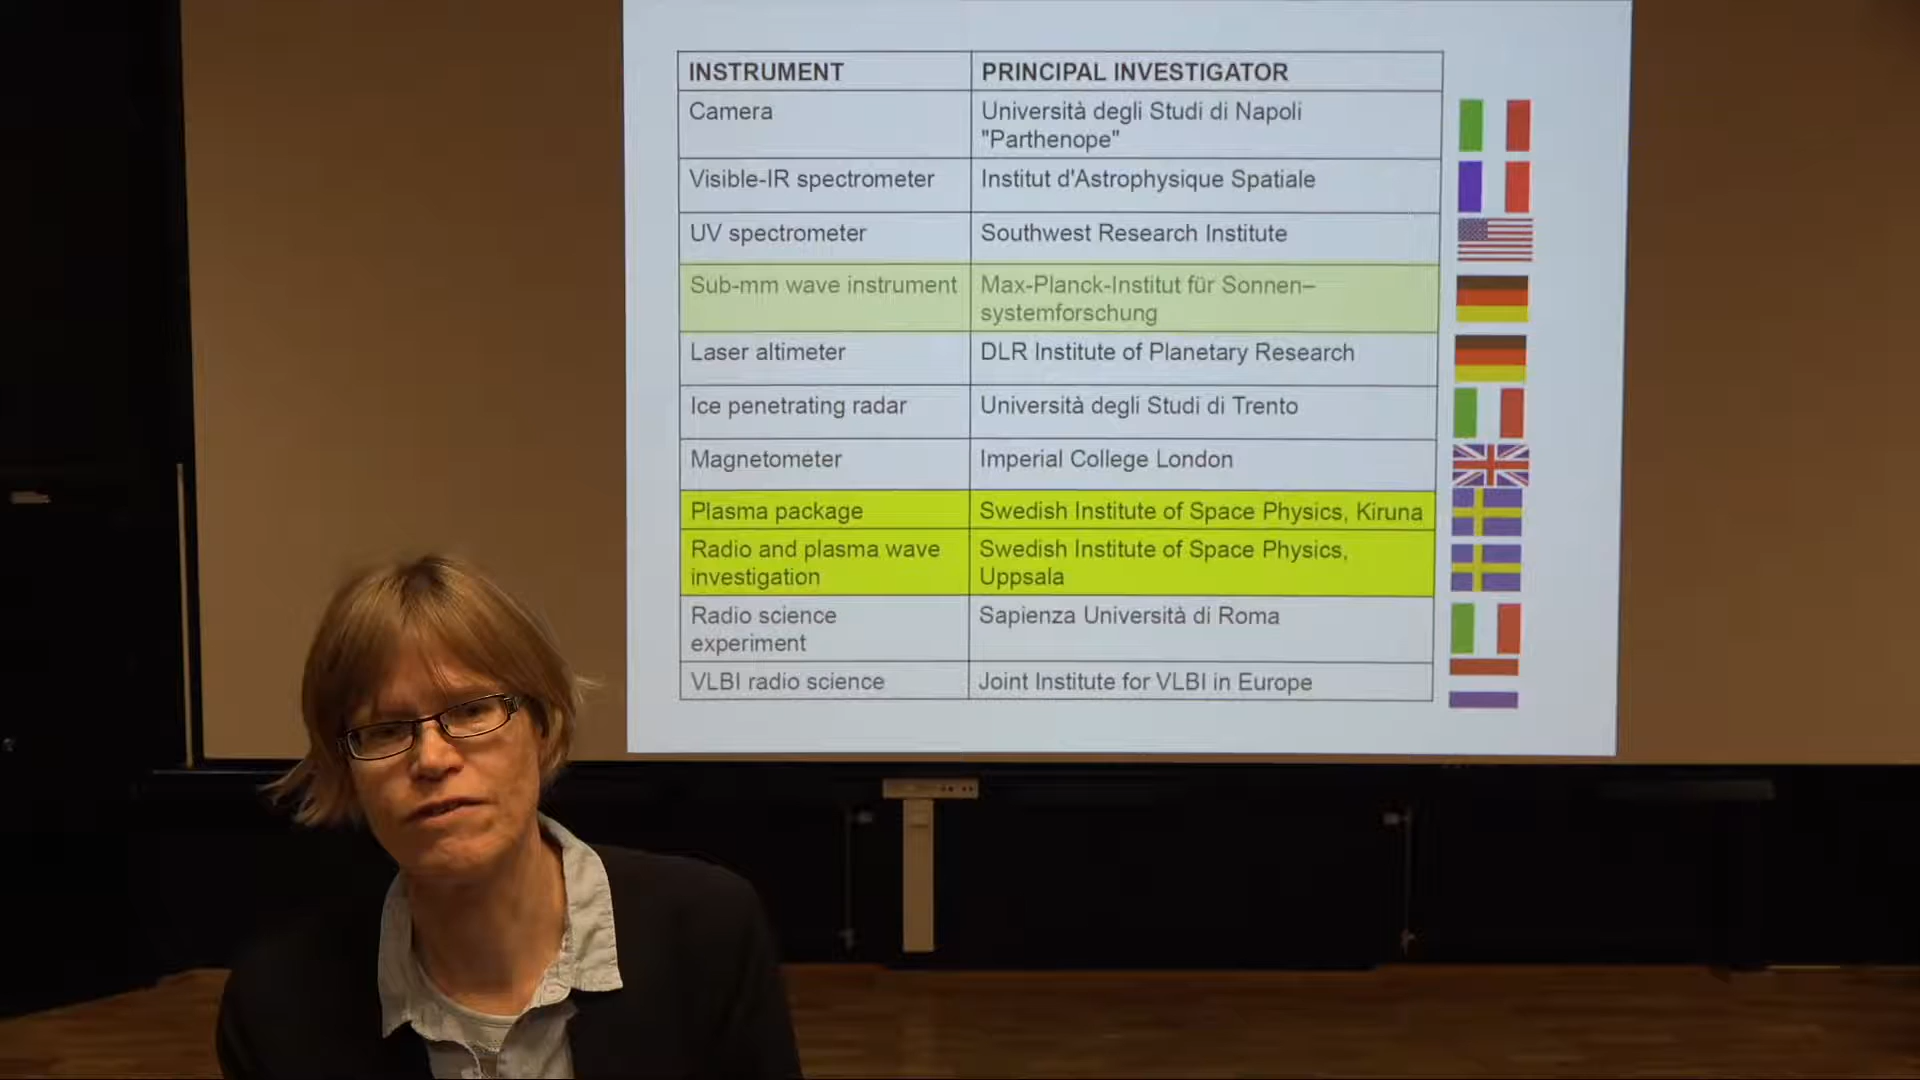 INSTRUMENT PRINCIPAL INVESTIGATOR
Camera Università degli Studi di Napoli
"Parthenope"
Visible-IR spectrometer Institut d'Astrophysique Spatiale
UV spectrometer Southwest Research Institute
Sub-mm wave instrument Max-Planck-Institut für Sonnen–
systemforschung
Laser altimeter DLR Institute of Planetary Research
Ice penetrating radar Università degli Studi di Trento
Magnetometer Imperial College London
Plasma package Swedish Institute of Space Physics, Kiruna
Radio and plasma wave Swedish Institute of Space Physics,
investigation Uppsala
Radio science Sapienza Università di Roma
experiment
VLBI radio science Joint Institute for VLBI in Europe